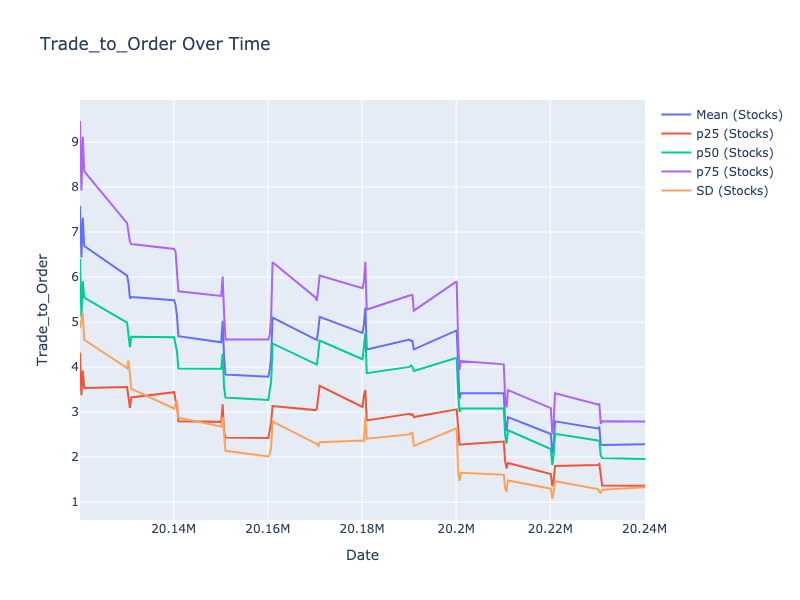 Trade_to_Order Over Time
Mean (Stocks)
p25 (Stocks)
p50 (Stocks)
p75 (Stocks)
SD (Stocks)
Trade_to_Order
9
8
7
6
5
4
3
2
1
20.14M
20.16M
20.18M
20.2M
20.22M
20.24M
Date